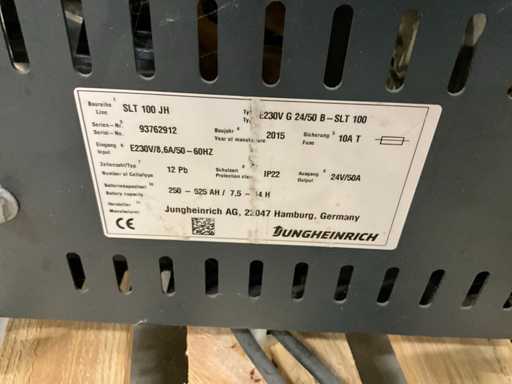 Baureihe 1 SLT 100 JH Typ E230V G 24/50 B-SLT 100
Line
Serien-Nr. 93762912 Baujahr 2015 Sicherung 10A T
Serial-No. Year of manufacture Fuse
Eingang E230V/8,6A/50-60HZ
Input
Zellenzahl/Typ 12 Pb Schutzart IP22 Ausgang 24V/50A
Number of Cells/type Protection class Output
Batteriekapazität 250 - 525 AH / 7,5 - H
Battery capacity
Hersteller Jungheinrich AG, 22047 Hamburg, Germany
Manufacturer
CE JUNGHEINRICH